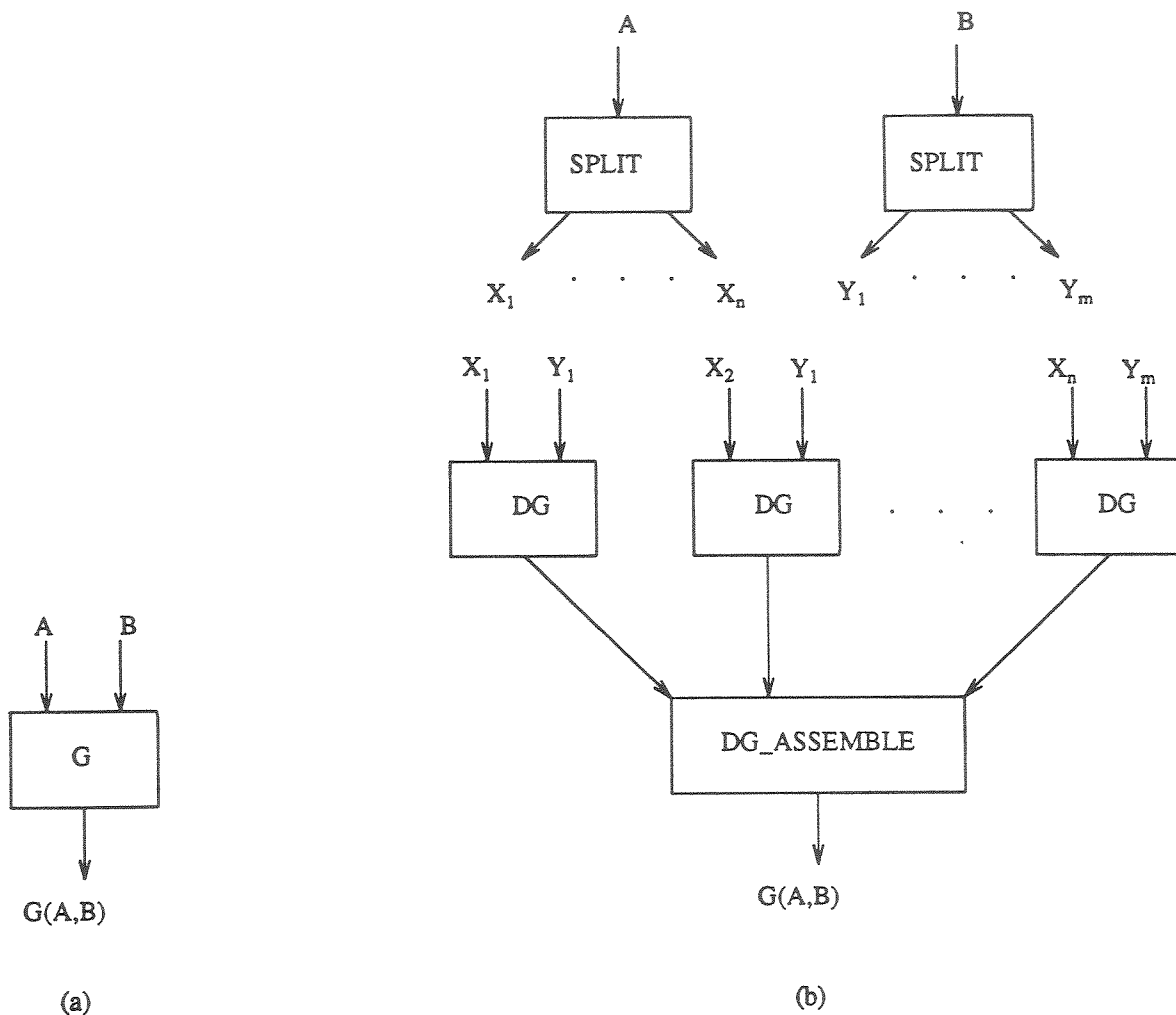 A B
SPLIT SPLIT
X₁ . . . Xₙ Y₁ . . . Yₘ
X₁ Y₁ X₂ Y₁ Xₙ Yₘ
DG DG . . . DG
A B
G DG_ASSEMBLE
G(A,B) G(A,B)
(a) (b)